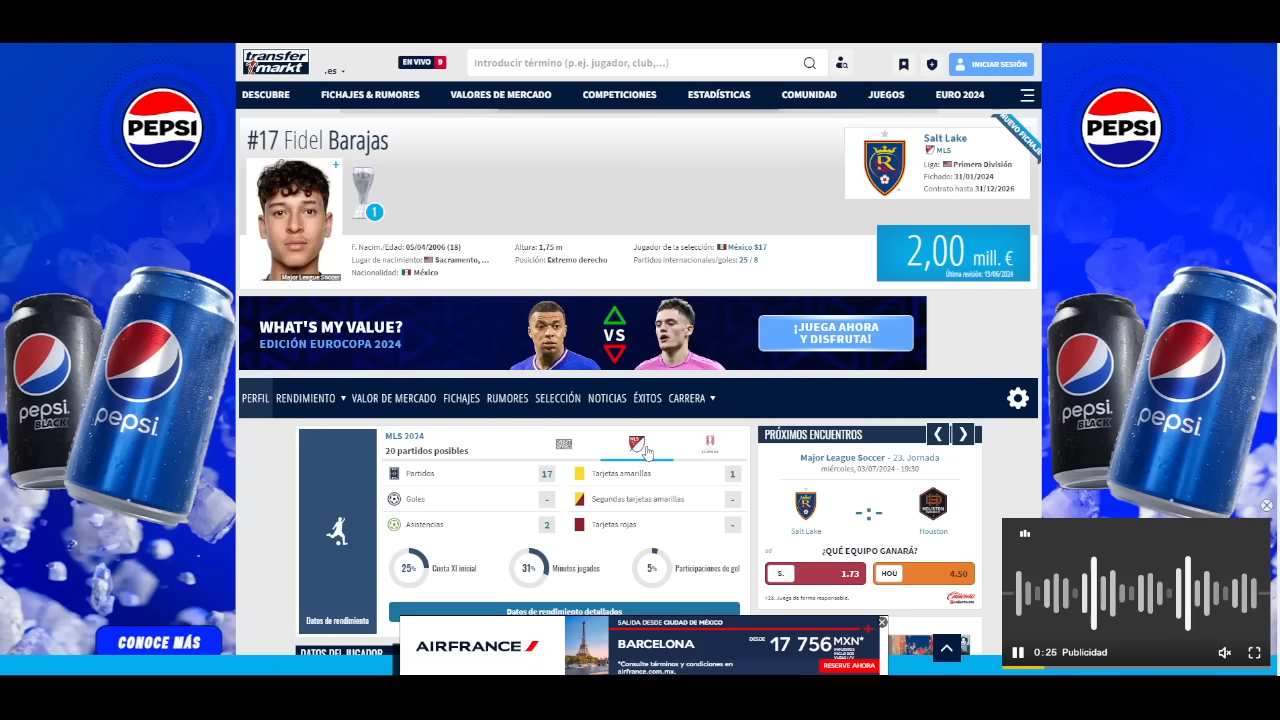 transfer
markt
.es
EN VIVO 9
Introducir término (p.ej. jugador, club,...)
INICIAR SESIÓN
DESCUBRE FICHAJES & RUMORES VALORES DE MERCADO COMPETICIONES ESTADÍSTICAS COMUNIDAD JUEGOS EURO 2024
PEPSI
PEPSI
#17 Fidel Barajas
1
Major League Soccer
Salt Lake
MLS
Liga: Primera División
Fichado: 31/01/2024
Contrato hasta 31/12/2026
NUEVO FICHAJE
F. Nacim./Edad: 05/04/2006 (18)
Lugar de nacimiento: Sacramento, ...
Nacionalidad: México
Altura: 1,75 m
Posición: Extremo derecho
Jugador de la selección: México S17
Partidos internacionales/goles: 25 / 8
2,00 mill. €
Última revisión: 19/06/2024
WHAT'S MY VALUE?
EDICIÓN EUROCOPA 2024
VS
¡JUEGA AHORA
Y DISFRUTA!
PERFIL RENDIMIENTO VALOR DE MERCADO FICHAJES RUMORES SELECCIÓN NOTICIAS ÉXITOS CARRERA
MLS 2024
20 partidos posibles
Partidos 17
Goles -
Asistencias 2
Tarjetas amarillas 1
Segundas tarjetas amarillas -
Tarjetas rojas -
25% Cuota XI inicial
31% Minutos jugados
5% Participaciones de gol
Datos de rendimiento
Datos de rendimiento detallados
DATOS DEL JUGADOR
PRÓXIMOS ENCUENTROS
Major League Soccer - 23. Jornada
miércoles, 03/07/2024 - 19:30
Salt Lake
-:-
Houston
ad
¿QUÉ EQUIPO GANARÁ?
S. 1.73
HOU 4.50
+18. Juega de forma responsable.
Caliente
AIRFRANCE
SALIDA DESDE CIUDAD DE MÉXICO
BARCELONA
DESDE 17 756 MXN*
*Consulte términos y condiciones en
airfrance.com.mx.
RESERVE AHORA
pepsi
BLACK
pepsi
CONOCE MÁS
pepsi
BLACK
pepsi
0:25 Publicidad